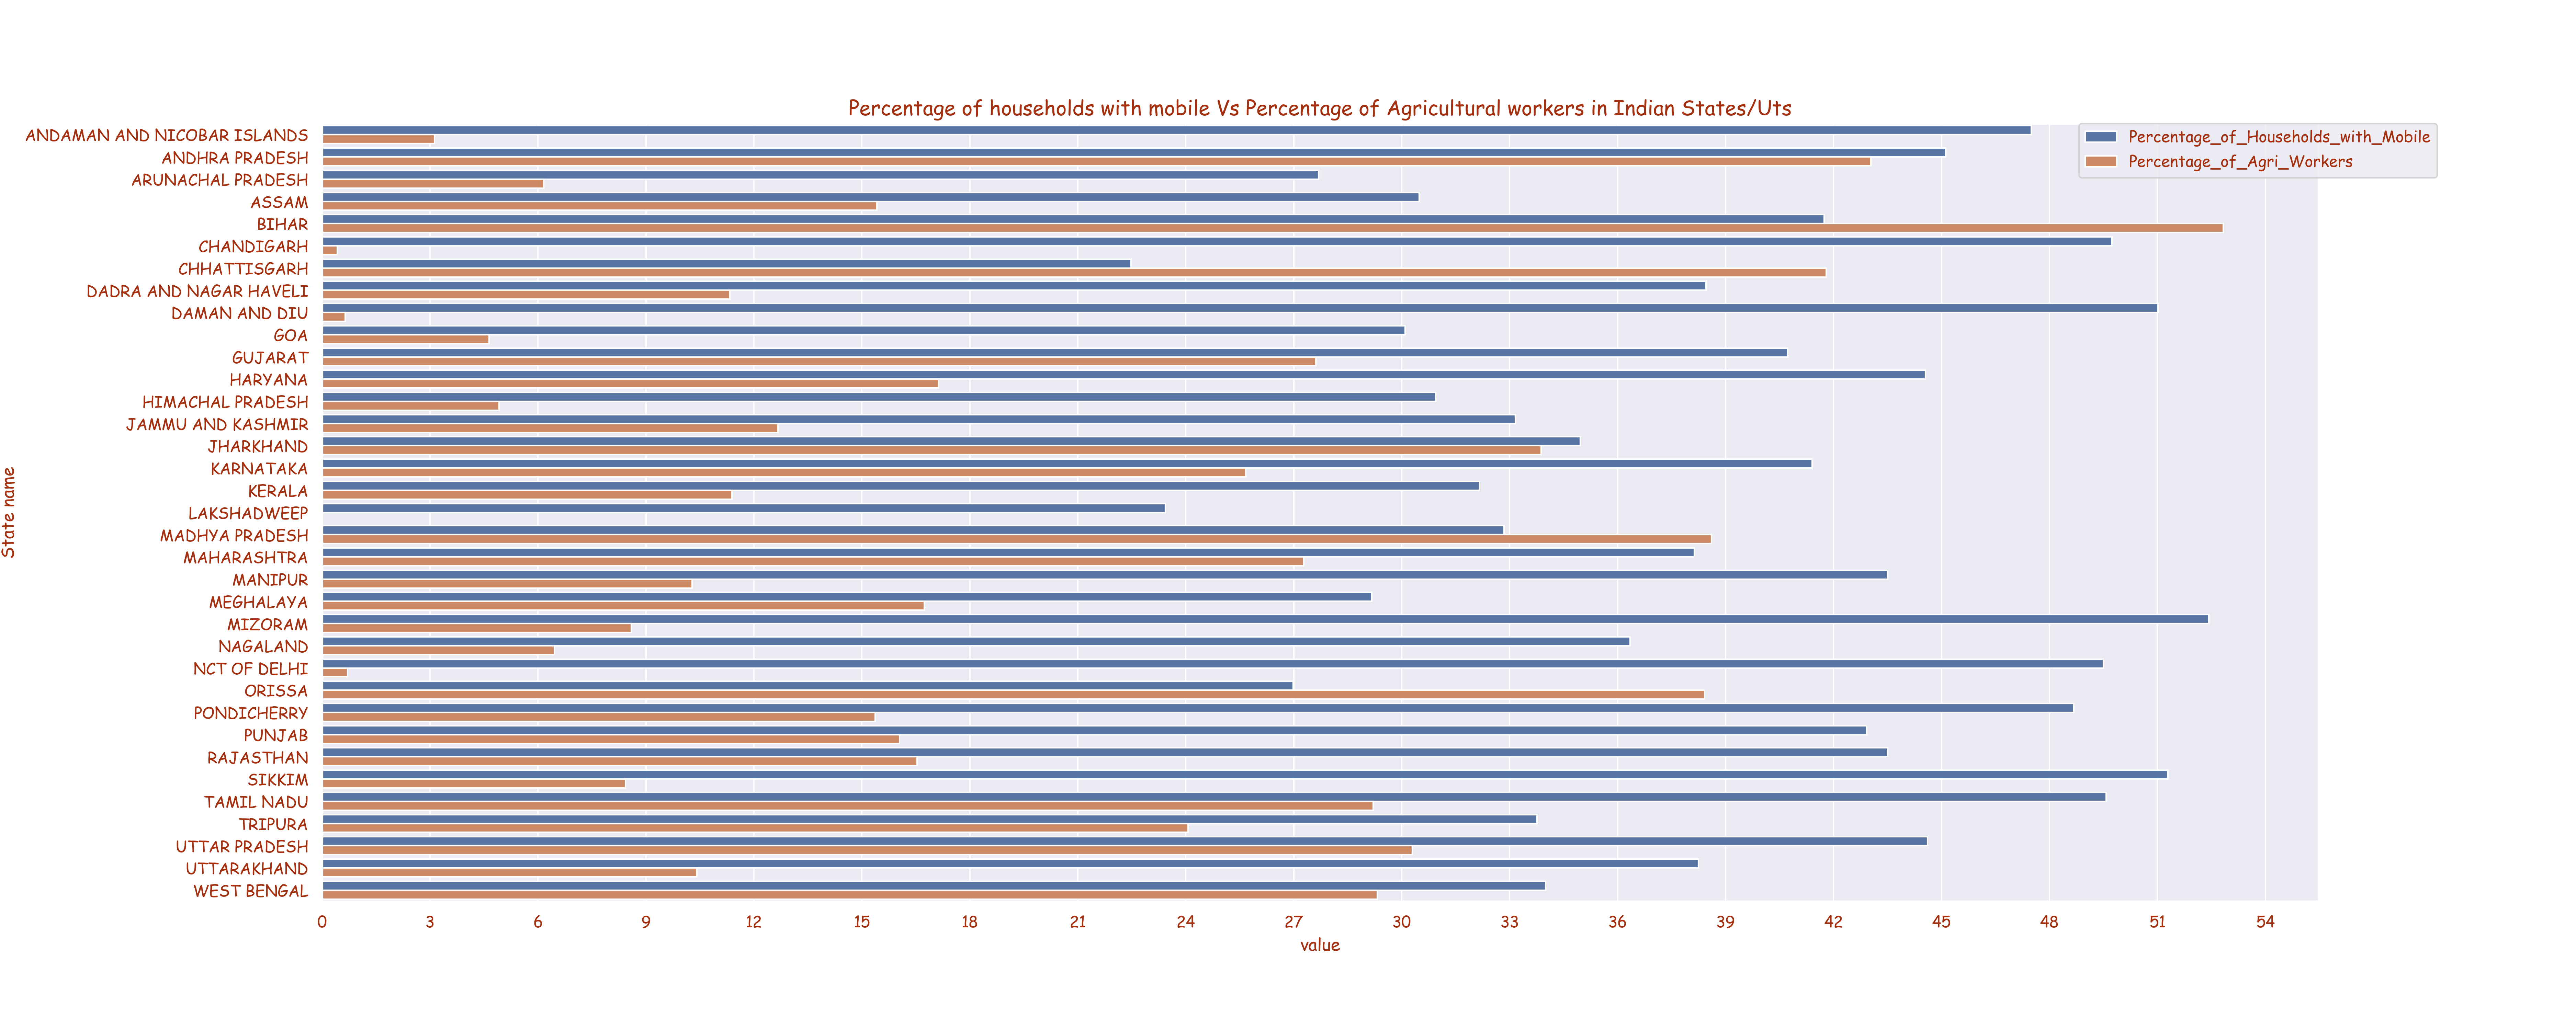 Percentage of households with mobile Vs Percentage of Agricultural workers in Indian States/Uts
Percentage_of_Households_with_Mobile
Percentage_of_Agri_Workers
State name
ANDAMAN AND NICOBAR ISLANDS
ANDHRA PRADESH
ARUNACHAL PRADESH
ASSAM
BIHAR
CHANDIGARH
CHHATTISGARH
DADRA AND NAGAR HAVELI
DAMAN AND DIU
GOA
GUJARAT
HARYANA
HIMACHAL PRADESH
JAMMU AND KASHMIR
JHARKHAND
KARNATAKA
KERALA
LAKSHADWEEP
MADHYA PRADESH
MAHARASHTRA
MANIPUR
MEGHALAYA
MIZORAM
NAGALAND
NCT OF DELHI
ORISSA
PONDICHERRY
PUNJAB
RAJASTHAN
SIKKIM
TAMIL NADU
TRIPURA
UTTAR PRADESH
UTTARAKHAND
WEST BENGAL
0 3 6 9 12 15 18 21 24 27 30 33 36 39 42 45 48 51 54
value